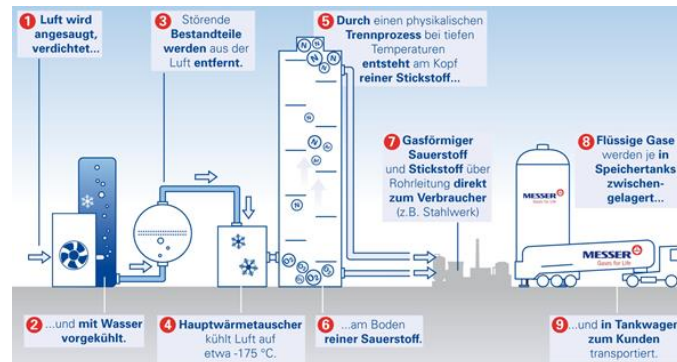 1 Luft wird
angesaugt,
verdichtet...
2 ...und mit Wasser
vorgekühlt.
3 Störende
Bestandteile
werden aus der
Luft entfernt.
4 Hauptwärmetauscher
kühlt Luft auf
etwa -175 °C.
5 Durch einen physikalischen
Trennprozess bei tiefen
Temperaturen
entsteht am Kopf
reiner Stickstoff...
6 ...am Boden
reiner Sauerstoff.
7 Gasförmiger
Sauerstoff
und Stickstoff über
Rohrleitung direkt
zum Verbraucher
(z.B. Stahlwerk)
8 Flüssige Gase
werden je in
Speichertanks
zwischen-
gelagert...
9 ...und in Tankwagen
zum Kunden
transportiert.
MESSER
Gases for Life
MESSER
Gases for Life
N
N
N
N
N
N
N
N
O₂
O₂
O₂